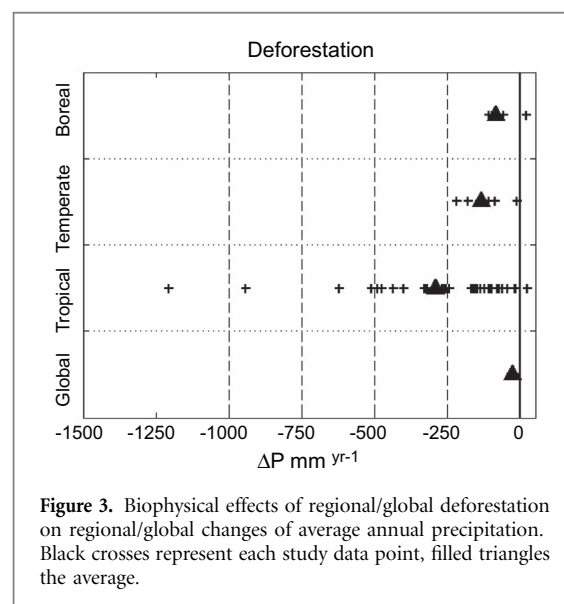 Deforestation
Boreal
Temperate
Tropical
Global
-1500 -1250 -1000 -750 -500 -250 0
ΔP mm yr-1
Figure 3. Biophysical effects of regional/global deforestation
on regional/global changes of average annual precipitation.
Black crosses represent each study data point, filled triangles
the average.